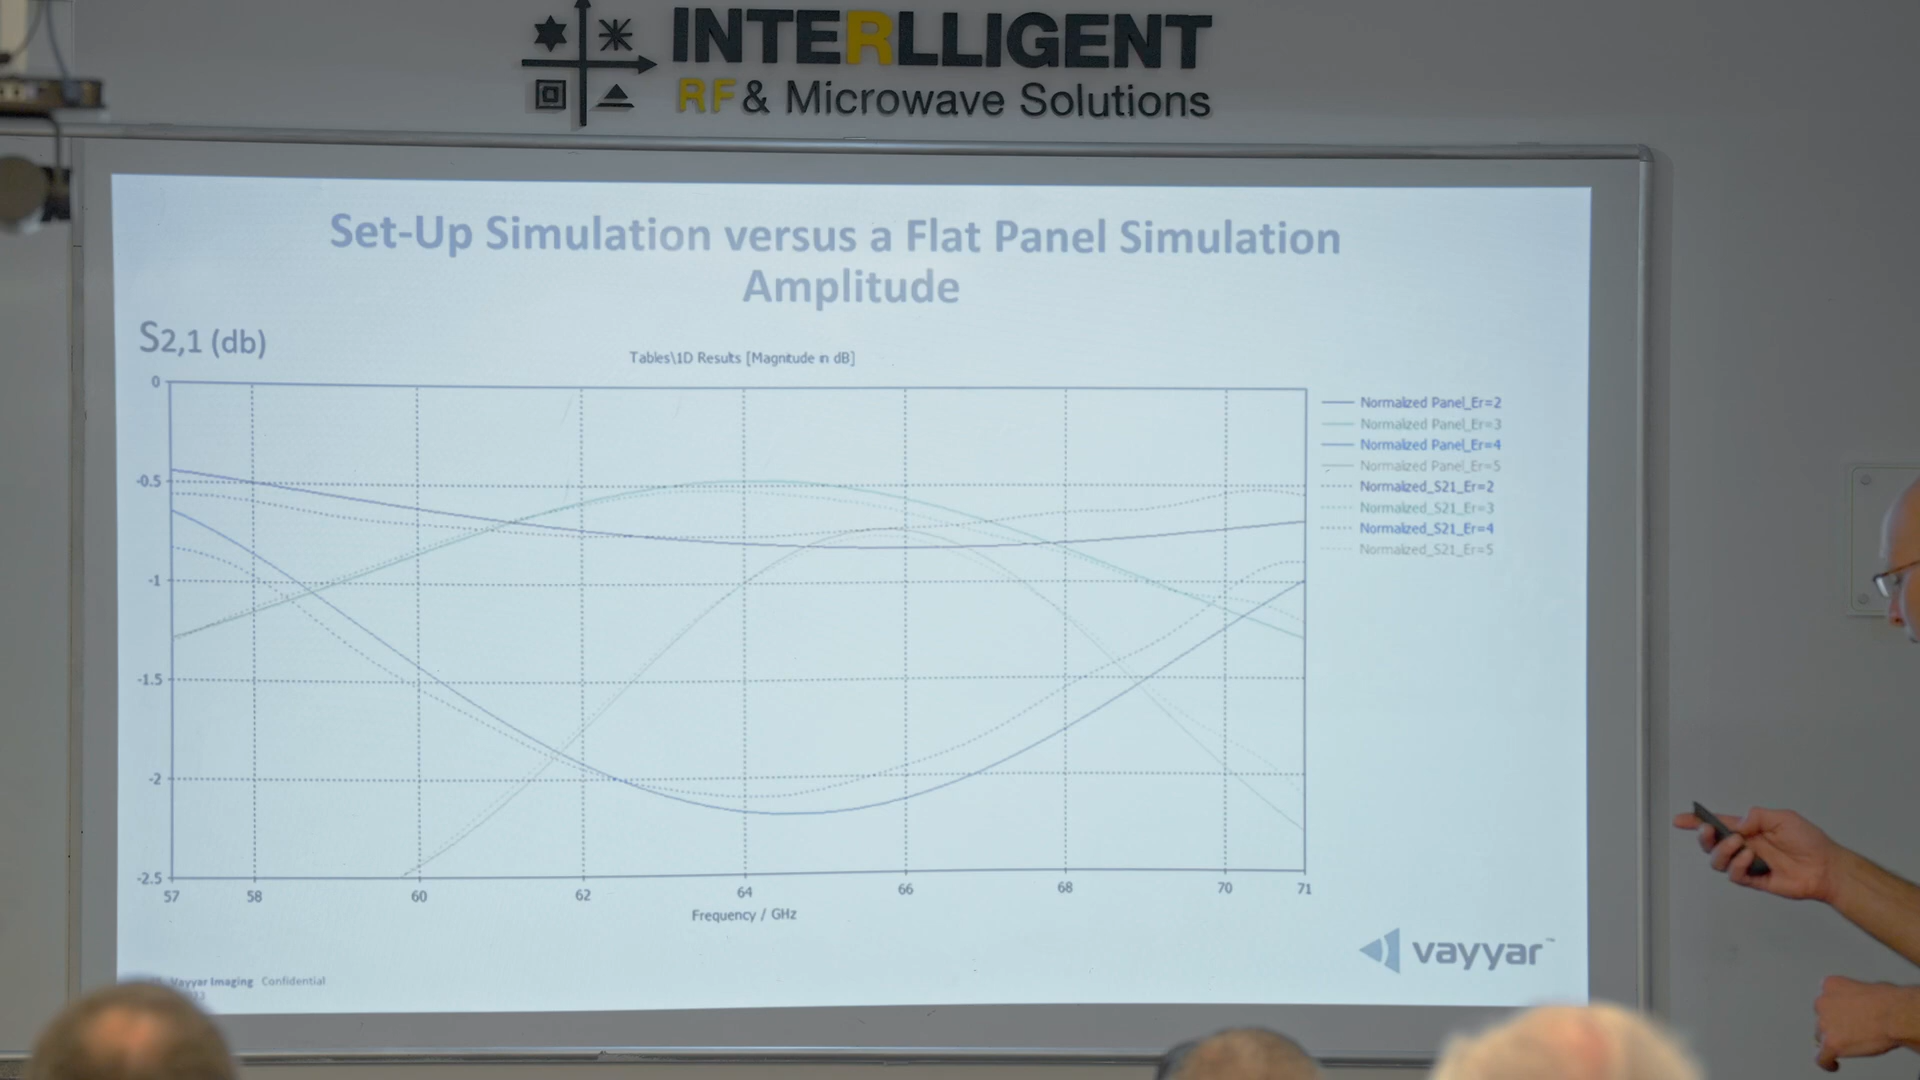 INTERLLIGENT
RF & Microwave Solutions
Set-Up Simulation versus a Flat Panel Simulation
Amplitude
S2,1 (db)
Tables\1D Results [Magnitude in dB]
0
-0.5
-1
-1.5
-2
-2.5
57 58 60 62 64 66 68 70 71
Frequency / GHz
Normalized Panel_Er=2
Normalized Panel_Er=3
Normalized Panel_Er=4
Normalized Panel_Er=5
Normalized_S21_Er=2
Normalized_S21_Er=3
Normalized_S21_Er=4
Normalized_S21_Er=5
vayyar™
Vayyar Imaging Confidential